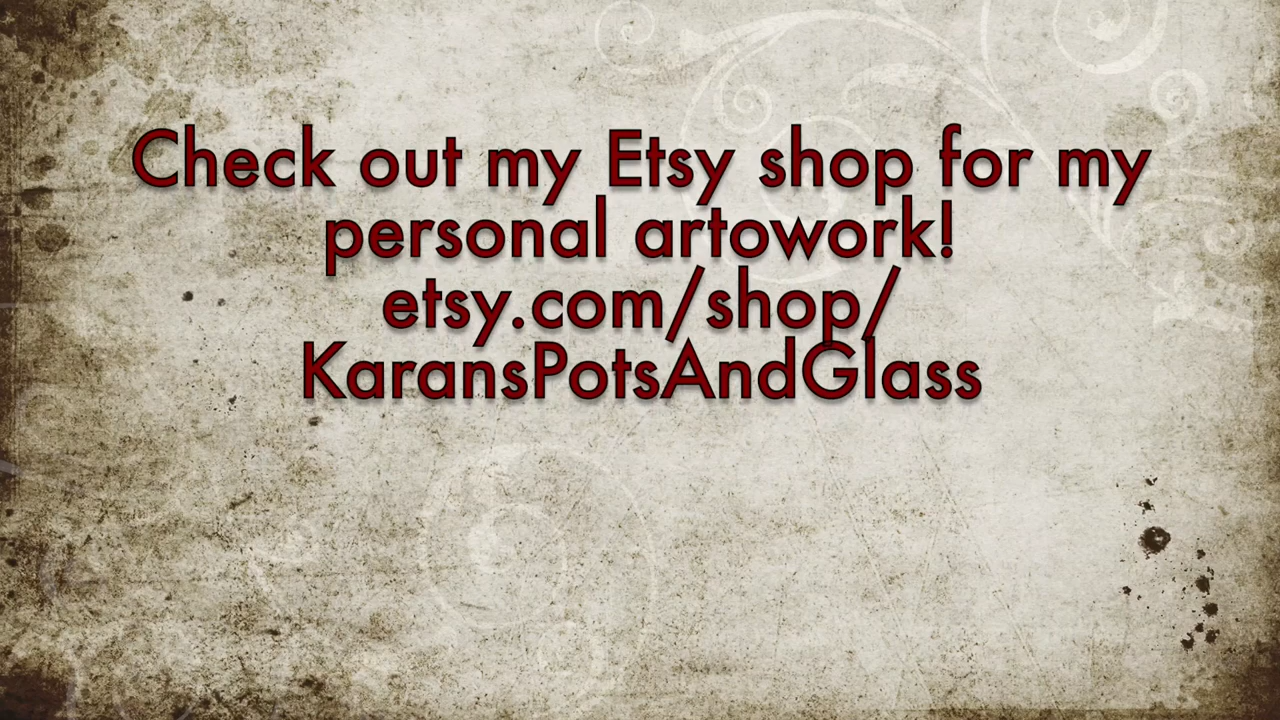 Check out my Etsy shop for my
personal artowork!
etsy.com/shop/
KaransPotsAndGlass